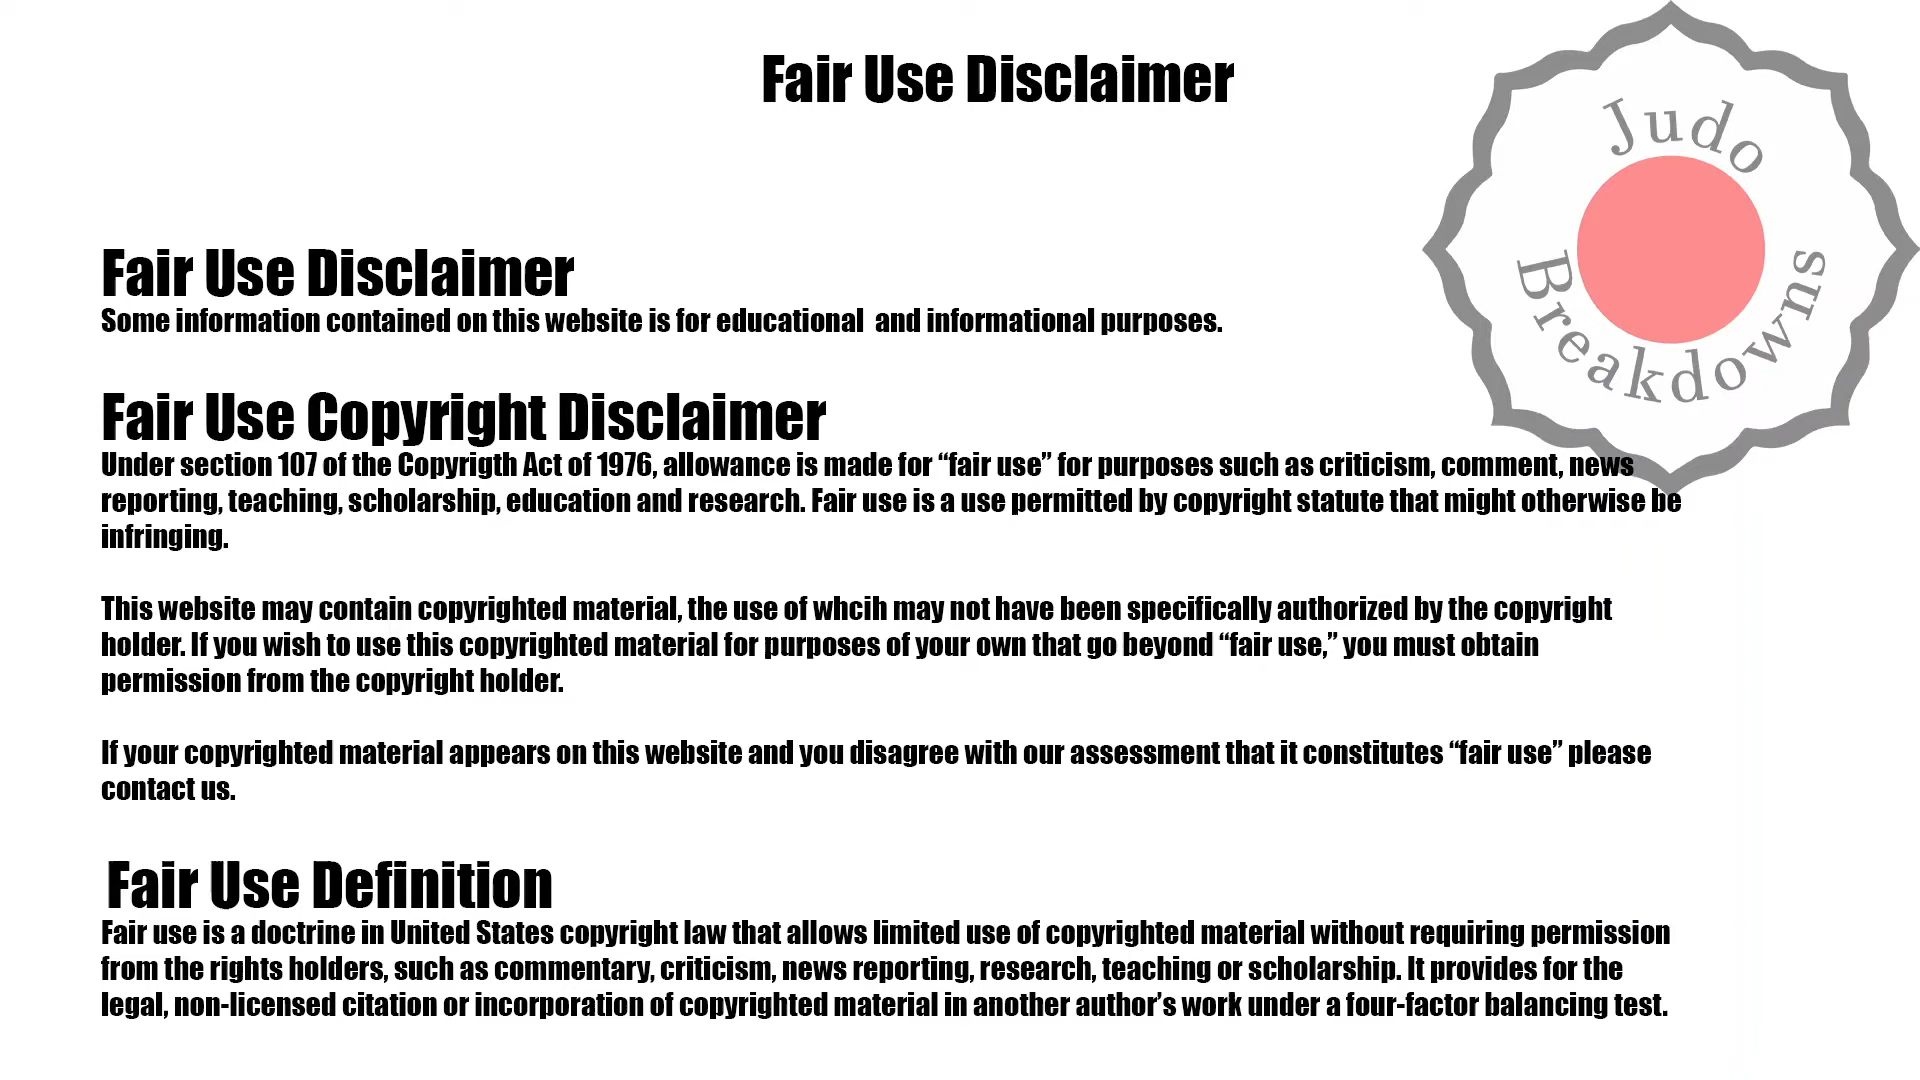 Fair Use Disclaimer
Judo
Breakdowns
Fair Use Disclaimer
Some information contained on this website is for educational  and informational purposes.
Fair Use Copyright Disclaimer
Under section 107 of the Copyrigth Act of 1976, allowance is made for “fair use” for purposes such as criticism, comment, news
reporting, teaching, scholarship, education and research. Fair use is a use permitted by copyright statute that might otherwise be
infringing.
This website may contain copyrighted material, the use of whcih may not have been specifically authorized by the copyright
holder. If you wish to use this copyrighted material for purposes of your own that go beyond “fair use,” you must obtain
permission from the copyright holder.
If your copyrighted material appears on this website and you disagree with our assessment that it constitutes “fair use” please
contact us.
Fair Use Definition
Fair use is a doctrine in United States copyright law that allows limited use of copyrighted material without requiring permission
from the rights holders, such as commentary, criticism, news reporting, research, teaching or scholarship. It provides for the
legal, non-licensed citation or incorporation of copyrighted material in another author’s work under a four-factor balancing test.